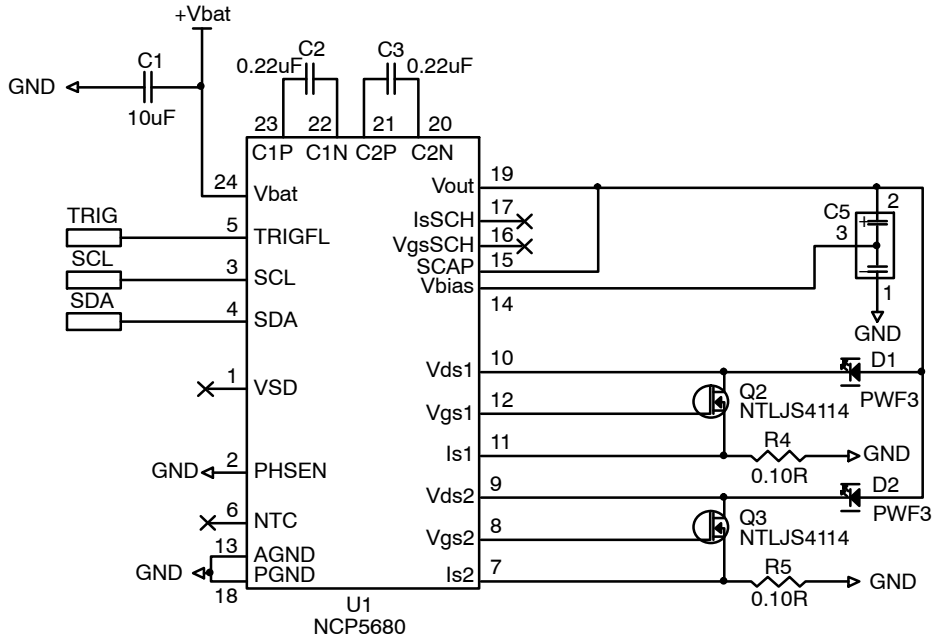 +Vbat
C1
GND
10uF
C2
0.22uF
C3
0.22uF
23
22
21
20
C1P
C1N
C2P
C2N
24
Vbat
TRIG
5
TRIGFL
SCL
3
SCL
SDA
4
SDA
1
VSD
GND
2
PHSEN
6
NTC
13
AGND
GND
PGND
18
Vout
19
IsSCH
17
VgsSCH
16
SCAP
15
Vbias
14
C5
2
3
+
–
1
GND
Vds1
10
D1
PWF3
Vgs1
12
Q2
NTLJS4114
Is1
11
R4
GND
0.10R
Vds2
9
D2
PWF3
Vgs2
8
Q3
NTLJS4114
Is2
7
R5
GND
0.10R
U1
NCP5680